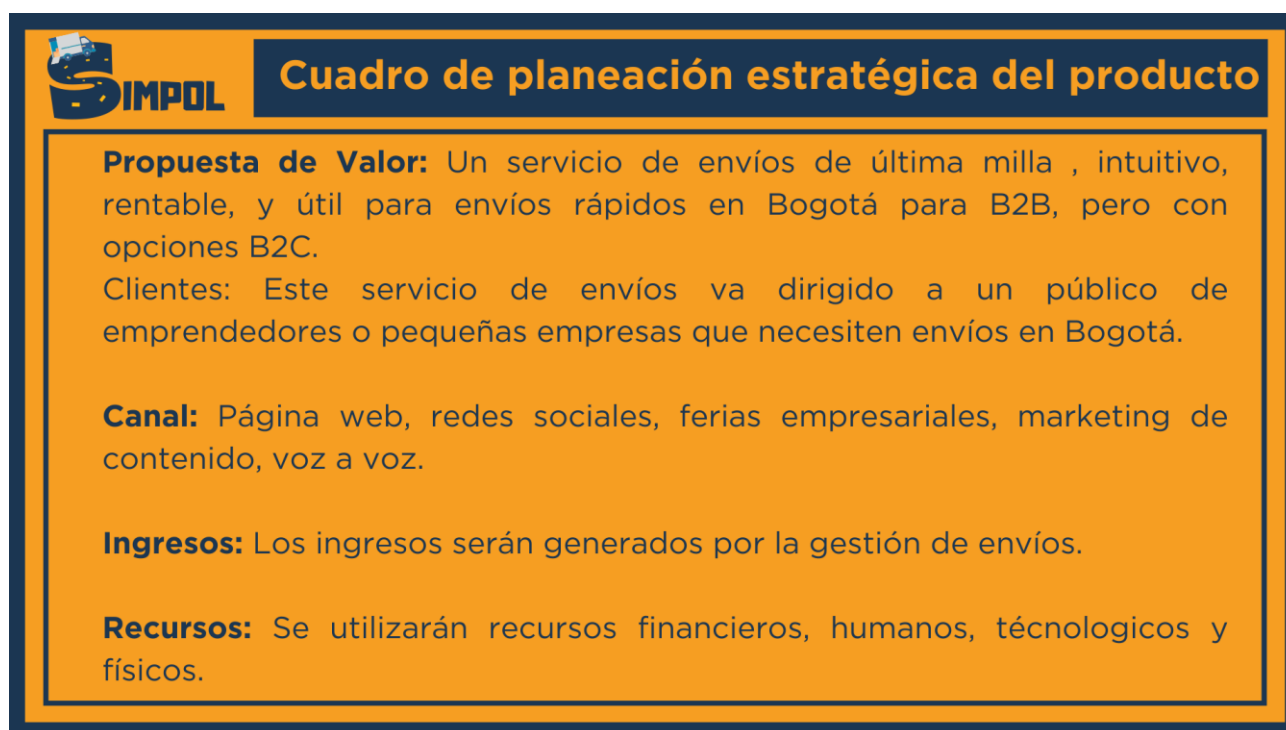 SIMPOL
Cuadro de planeación estratégica del producto
Propuesta de Valor: Un servicio de envíos de última milla , intuitivo,
rentable, y útil para envíos rápidos en Bogotá para B2B, pero con
opciones B2C.
Clientes: Este servicio de envíos va dirigido a un público de
emprendedores o pequeñas empresas que necesiten envíos en Bogotá.
Canal: Página web, redes sociales, ferias empresariales, marketing de
contenido, voz a voz.
Ingresos: Los ingresos serán generados por la gestión de envíos.
Recursos: Se utilizarán recursos financieros, humanos, técnologicos y
físicos.